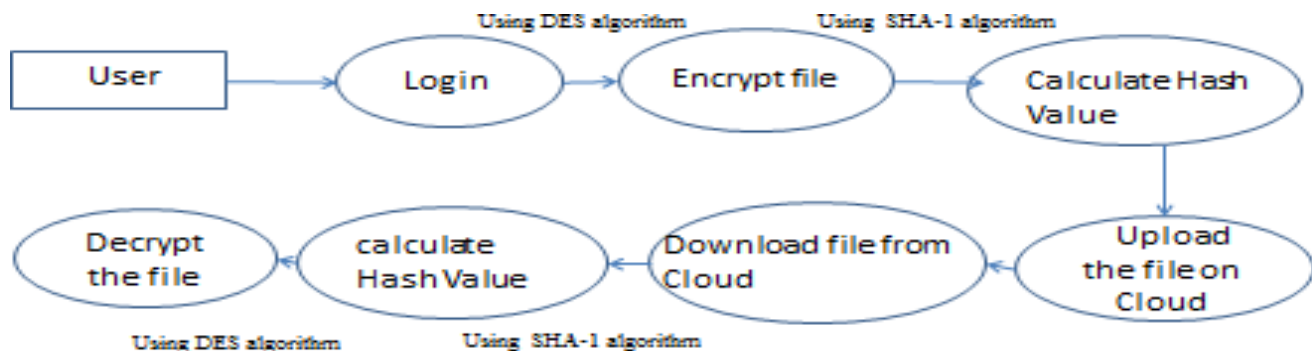 Using DES algorithm
Using SHA-1 algorithm
User
Login
Encrypt file
Calculate Hash
Value
Upload
the file on
Cloud
Download file from
Cloud
calculate
Hash Value
Decrypt
the file
Using DES algorithm
Using SHA-1 algorithm